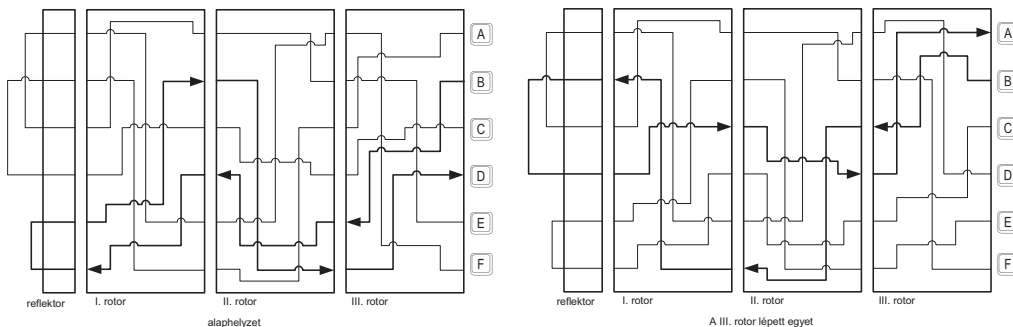 A
B
C
D
E
F
reflektor
I. rotor
II. rotor
III. rotor
alaphelyzet
A
B
C
D
E
F
reflektor
I. rotor
II. rotor
III. rotor
A III. rotor lépett egyet